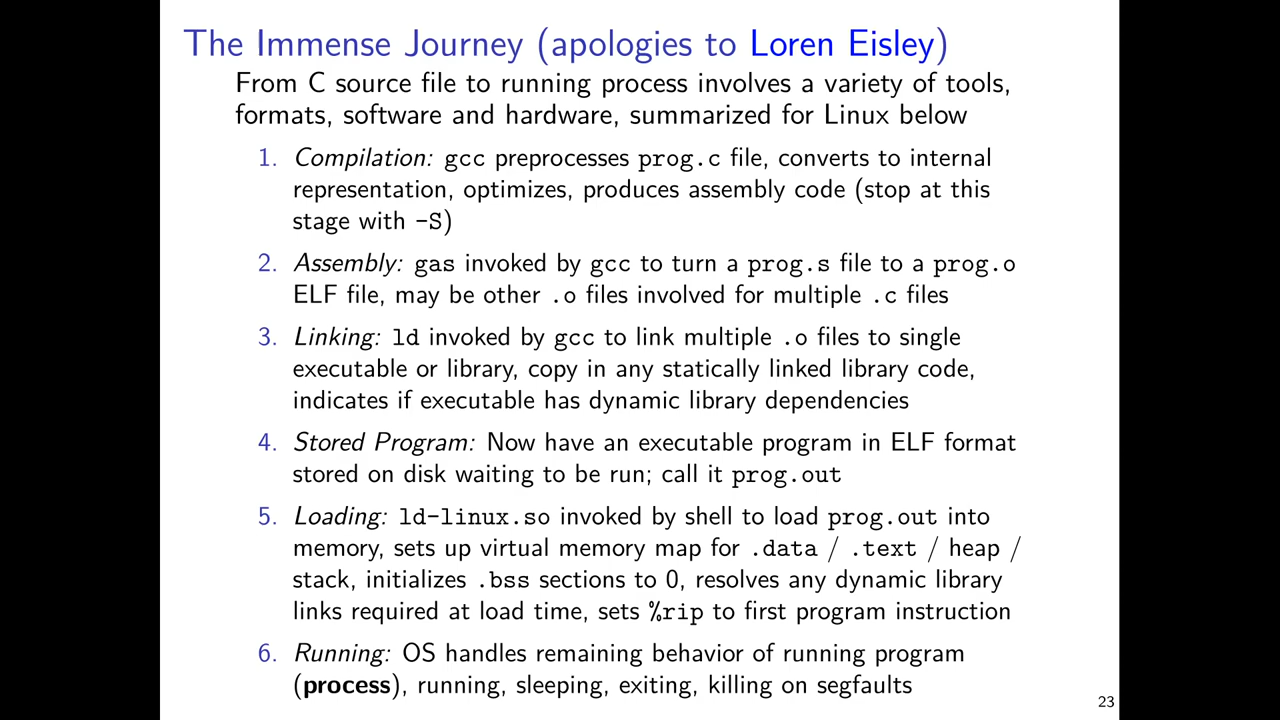 The Immense Journey (apologies to Loren Eisley)
From C source file to running process involves a variety of tools,
formats, software and hardware, summarized for Linux below
1. Compilation: gcc preprocesses prog.c file, converts to internal
representation, optimizes, produces assembly code (stop at this
stage with -S)
2. Assembly: gas invoked by gcc to turn a prog.s file to a prog.o
ELF file, may be other .o files involved for multiple .c files
3. Linking: ld invoked by gcc to link multiple .o files to single
executable or library, copy in any statically linked library code,
indicates if executable has dynamic library dependencies
4. Stored Program: Now have an executable program in ELF format
stored on disk waiting to be run; call it prog.out
5. Loading: ld-linux.so invoked by shell to load prog.out into
memory, sets up virtual memory map for .data / .text / heap /
stack, initializes .bss sections to 0, resolves any dynamic library
links required at load time, sets %rip to first program instruction
6. Running: OS handles remaining behavior of running program
(process), running, sleeping, exiting, killing on segfaults
23